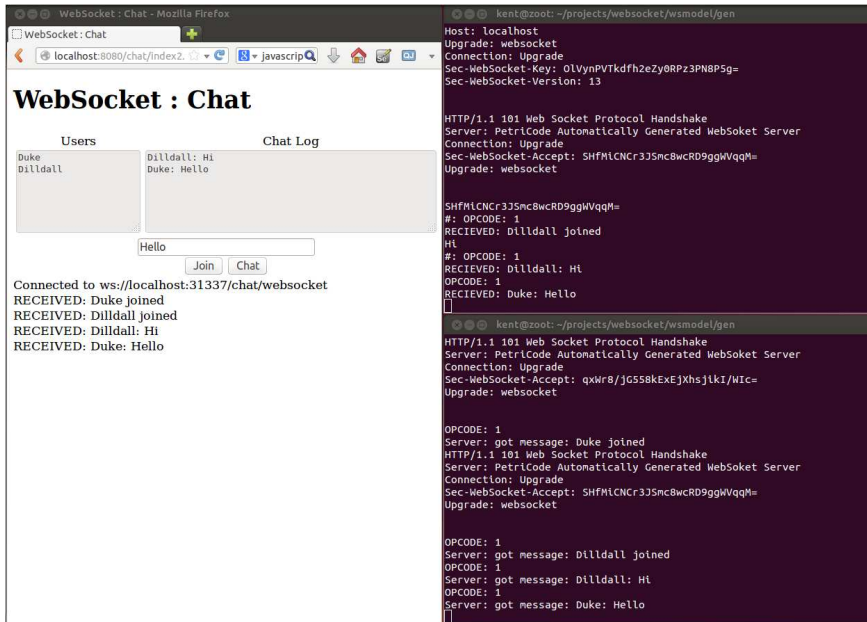 WebSocket : Chat - Mozilla Firefox
WebSocket : Chat
localhost:8080/chat/index2.
javascrip
WebSocket : Chat
Users
Chat Log
Duke
Dilldall
Dilldall: Hi
Duke: Hello
Hello
Join
Chat
Connected to ws://localhost:31337/chat/websocket
RECEIVED: Duke joined
RECEIVED: Dilldall joined
RECEIVED: Dilldall: Hi
RECEIVED: Duke: Hello
kent@zoot: ~/projects/websocket/wsmodel/gen
Host: localhost
Upgrade: websocket
Connection: Upgrade
Sec-WebSocket-Key: OlVynPVTkdfh2eZy0RPz3PN8PSg=
Sec-WebSocket-Version: 13
HTTP/1.1 101 Web Socket Protocol Handshake
Server: PetriCode Automatically Generated WebSoket Server
Connection: Upgrade
Sec-WebSocket-Accept: SHfMiCNCr3JSmc8wcRD9ggWVqqM=
Upgrade: websocket
SHfMiCNCr3JSmc8wcRD9ggWVqqM=
#: OPCODE: 1
RECIEVED: Dilldall joined
Hi
#: OPCODE: 1
RECIEVED: Dilldall: Hi
OPCODE: 1
RECIEVED: Duke: Hello
kent@zoot: ~/projects/websocket/wsmodel/gen
HTTP/1.1 101 Web Socket Protocol Handshake
Server: PetriCode Automatically Generated WebSoket Server
Connection: Upgrade
Sec-WebSocket-Accept: qxWr8/jG558kExEjXhsjikI/WIc=
Upgrade: websocket
OPCODE: 1
Server: got message: Duke joined
HTTP/1.1 101 Web Socket Protocol Handshake
Server: PetriCode Automatically Generated WebSoket Server
Connection: Upgrade
Sec-WebSocket-Accept: SHfMiCNCr3JSmc8wcRD9ggWVqqM=
Upgrade: websocket
OPCODE: 1
Server: got message: Dilldall joined
OPCODE: 1
Server: got message: Dilldall: Hi
OPCODE: 1
Server: got message: Duke: Hello